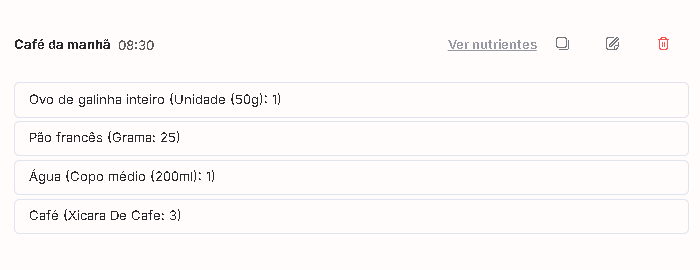 Café da manhã 08:30 Ver nutrientes
Ovo de galinha inteiro (Unidade (50g): 1)
Pão francês (Grama: 25)
Água (Copo médio (200ml): 1)
Café (Xicara De Cafe: 3)